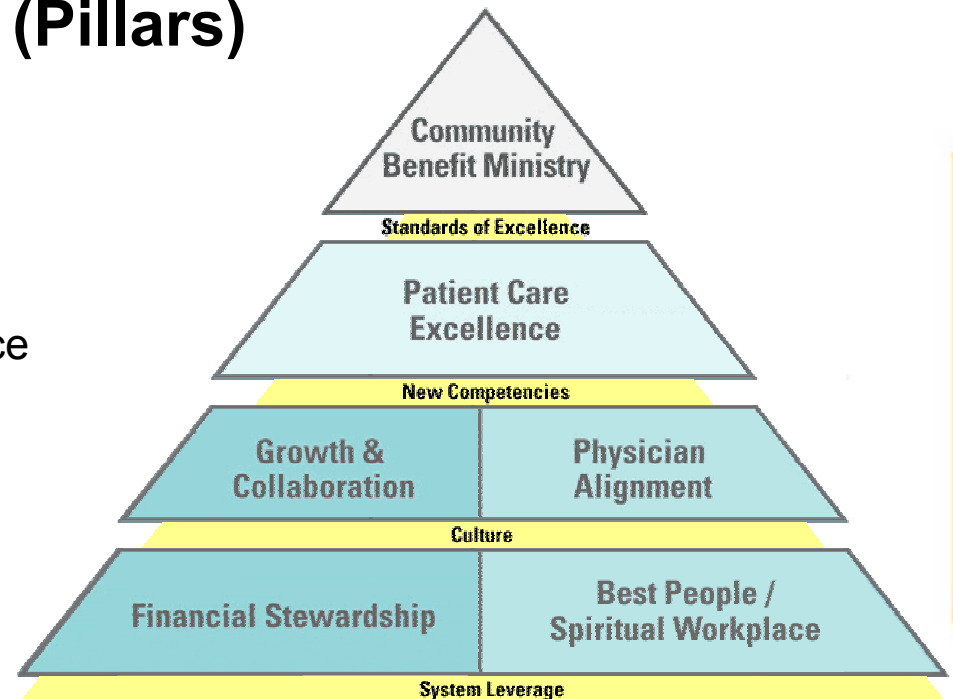 (Pillars)
Community
Benefit Ministry
Standards of Excellence
Patient Care
Excellence
ce
New Competencies
Growth &
Collaboration
Physician
Alignment
Culture
Financial Stewardship
Best People /
Spiritual Workplace
System Leverage